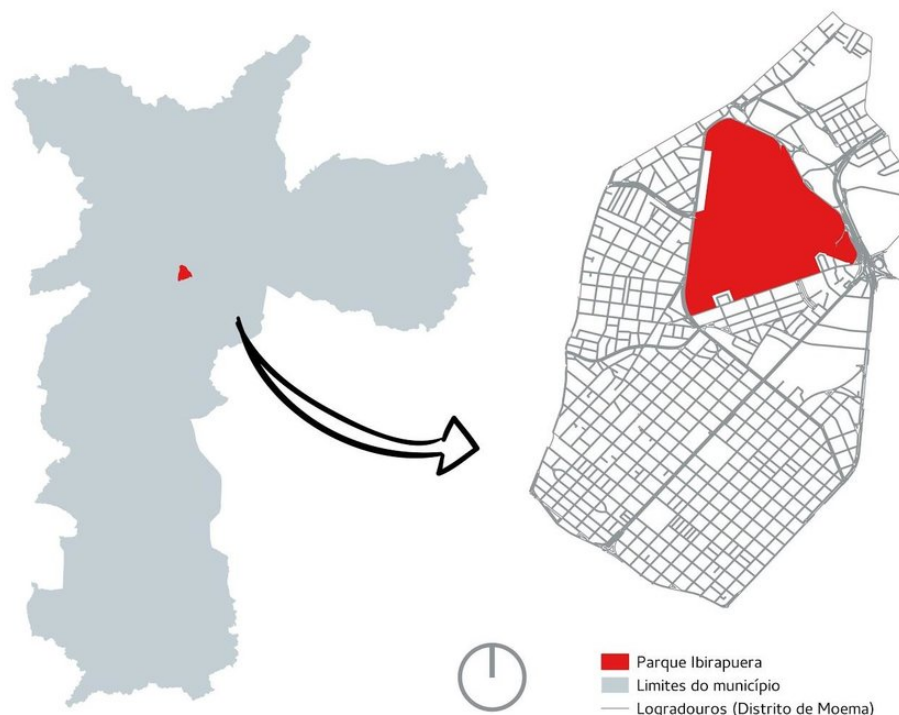 Parque Ibirapuera
Limites do município
Logradouros (Distrito de Moema)